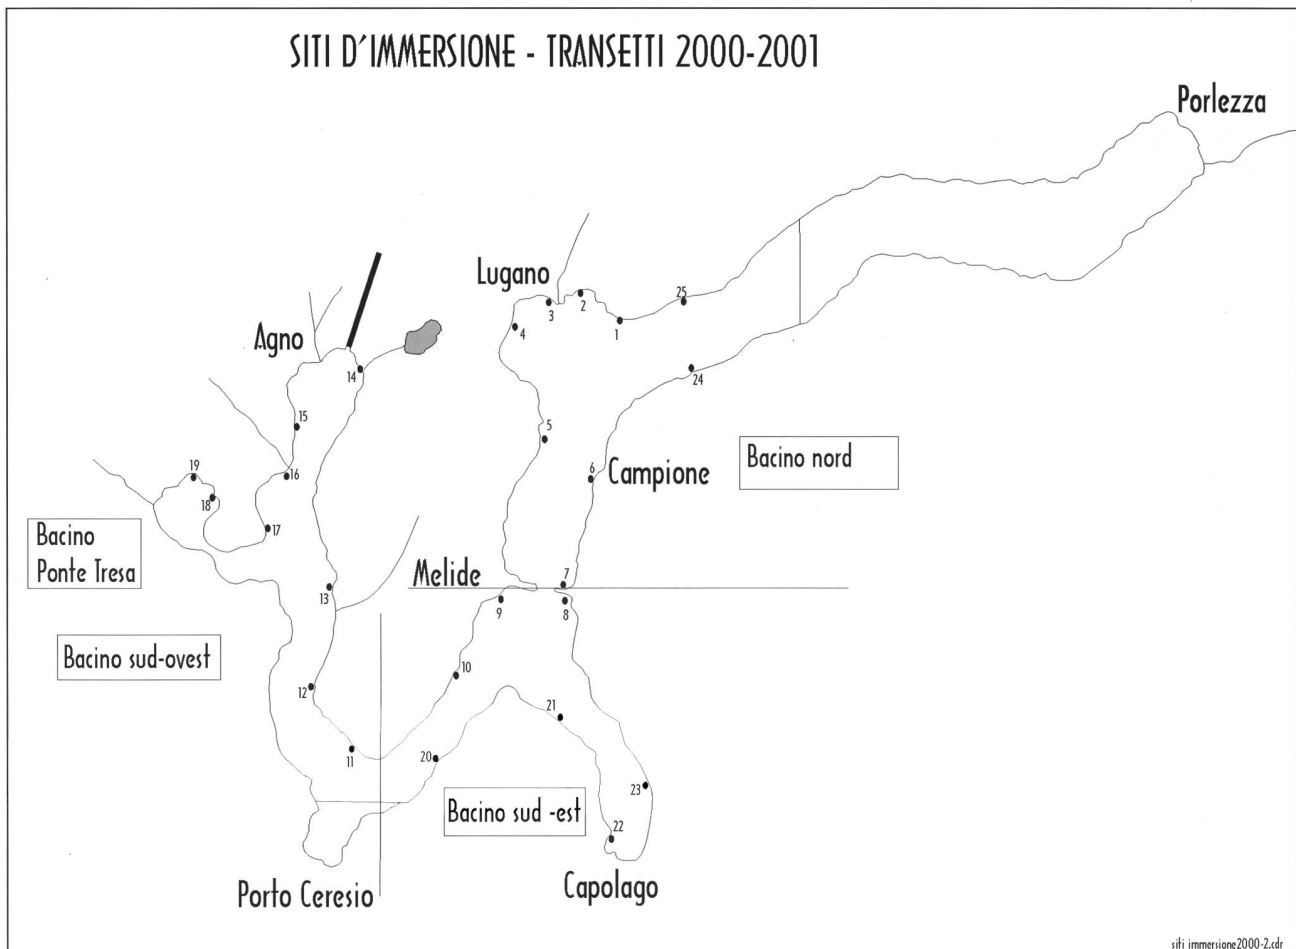 SITI D'IMMERSIONE - TRANSETTI 2000-2001
Porlezza
Lugano
25
2
3
1
4
Agno
14
24
15
5
19
16
6
Campione
Bacino nord
18
17
Bacino
Ponte Tresa
Melide
7
13
9
8
Bacino sud-ovest
10
12
21
11
20
23
Bacino sud -est
22
Porto Ceresio
Capolago
siti immersione2000-2.cdr